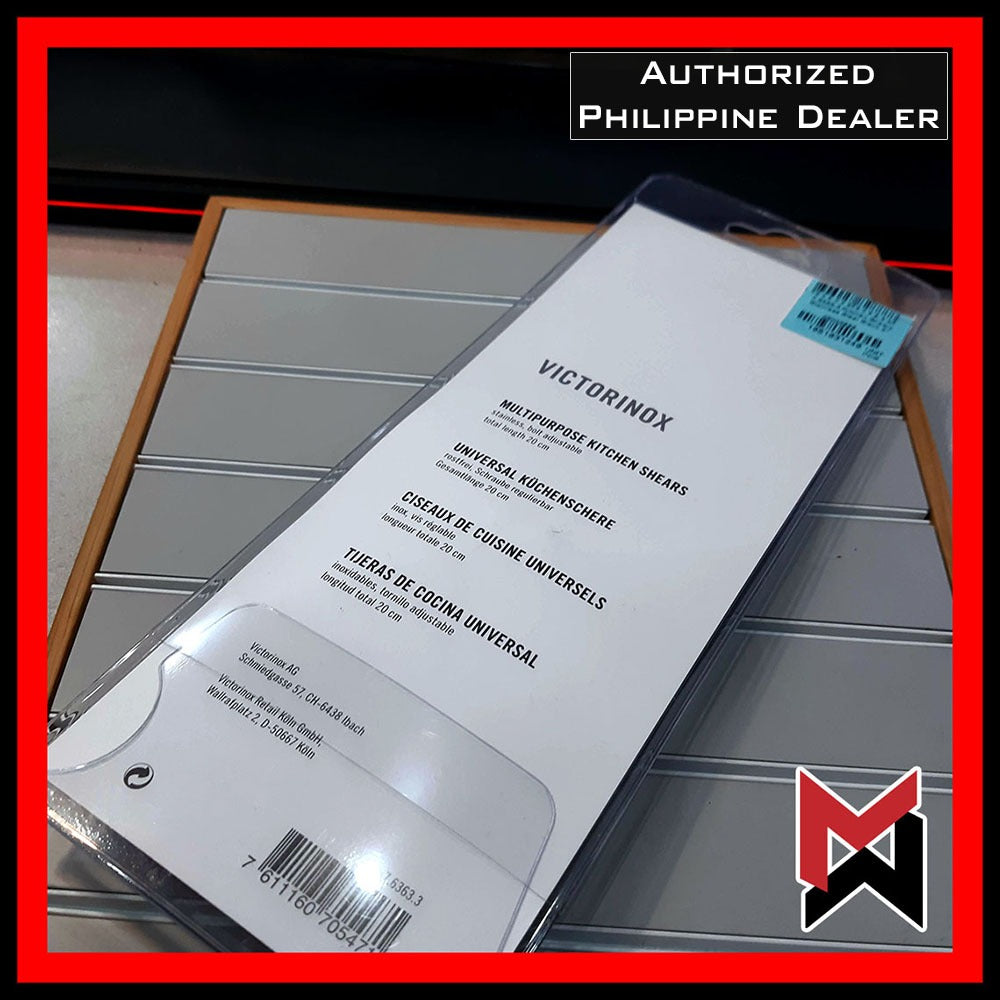 AUTHORIZED
PHILIPPINE DEALER
VICTORINOX
MULTIPURPOSE KITCHEN SHEARS
stainless, bolt adjustable
total length 20 cm
UNIVERSAL KÜCHENSCHERE
rostfrei, Schraube regulierbar
Gesamtlänge 20 cm
CISEAUX DE CUISINE UNIVERSELS
inox, vis réglable
longueur totale 20 cm
TIJERAS DE COCINA UNIVERSAL
inoxidables, tornillo adjustable
longitud total 20 cm
Victorinox AG
Schmiedgasse 57, CH-6438 Ibach
Victorinox Retail Köln GmbH,
Wallrafplatz 2, D-50667 Köln
7.6363.3
7 611160 705471